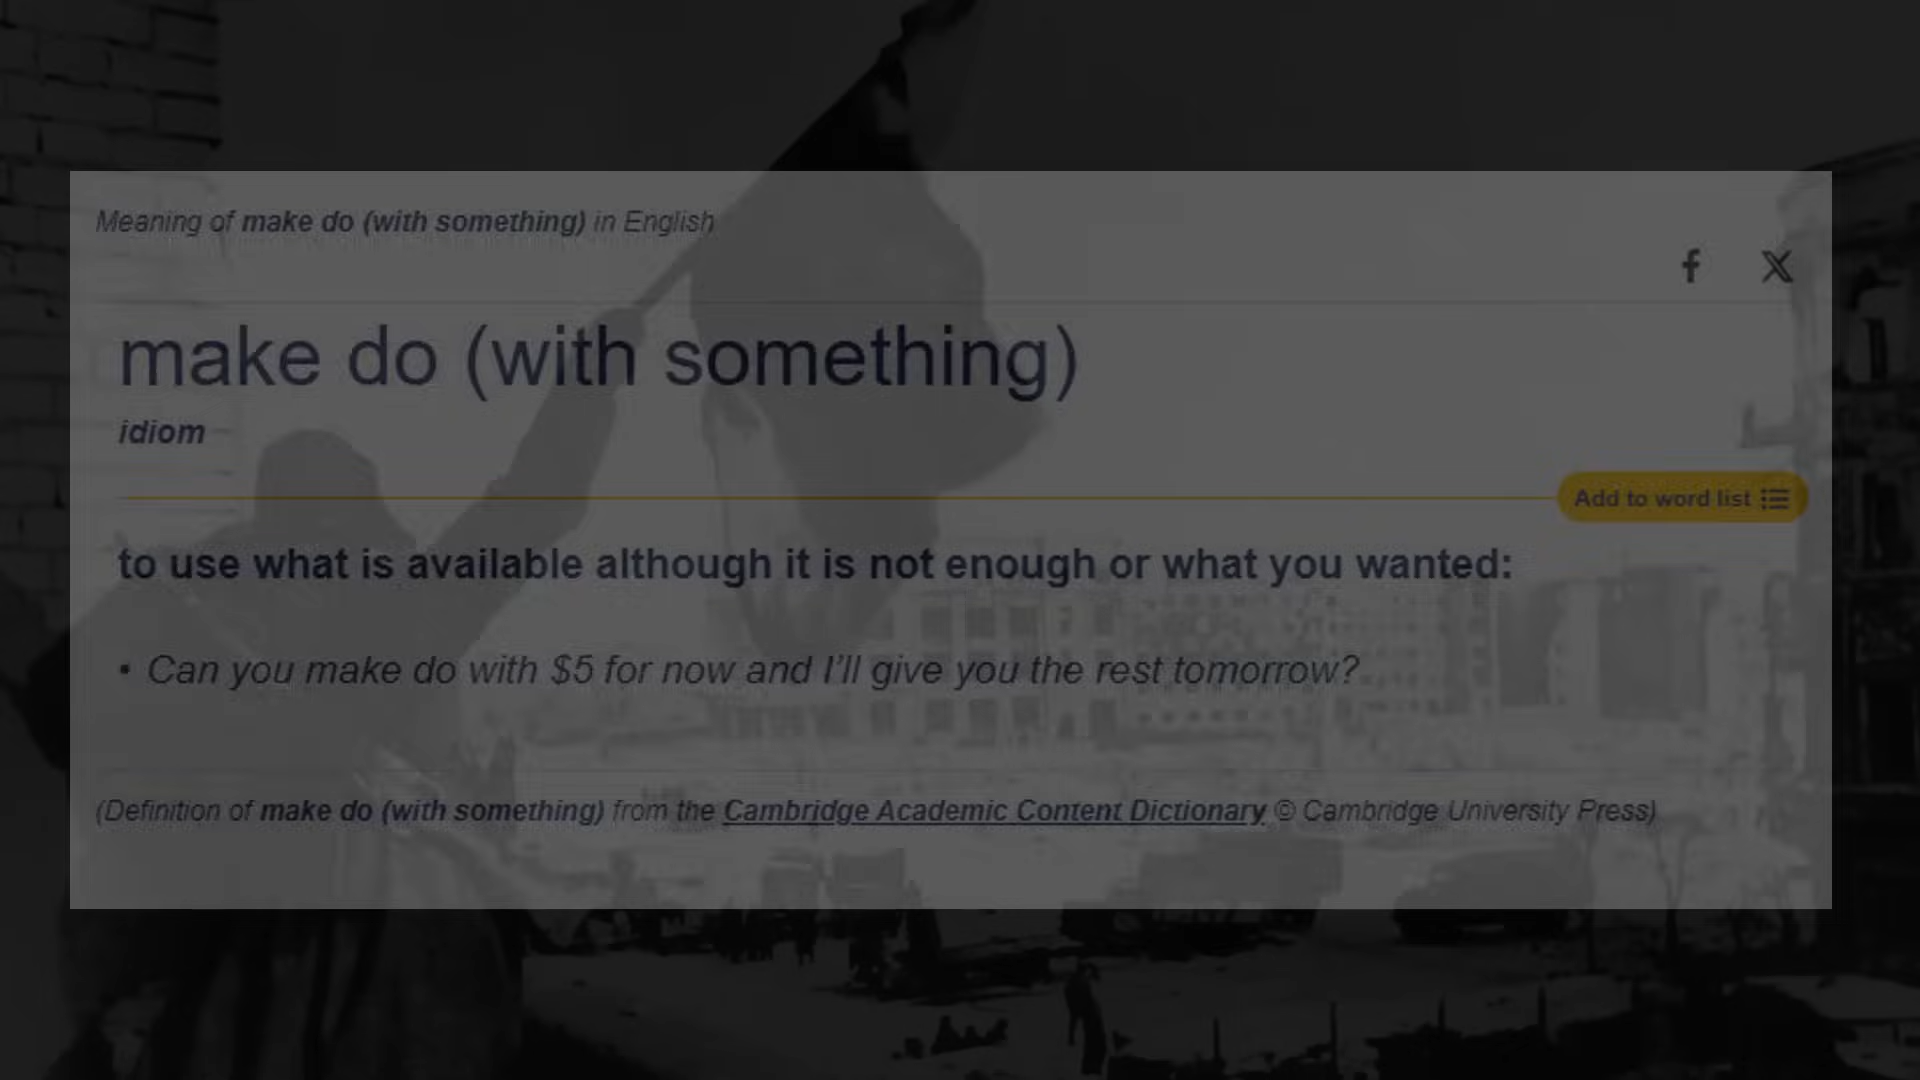 Meaning of make do (with something) in English
make do (with something)
idiom
Add to word list
to use what is available although it is not enough or what you wanted:
• Can you make do with $5 for now and I'll give you the rest tomorrow?
(Definition of make do (with something) from the Cambridge Academic Content Dictionary © Cambridge University Press)